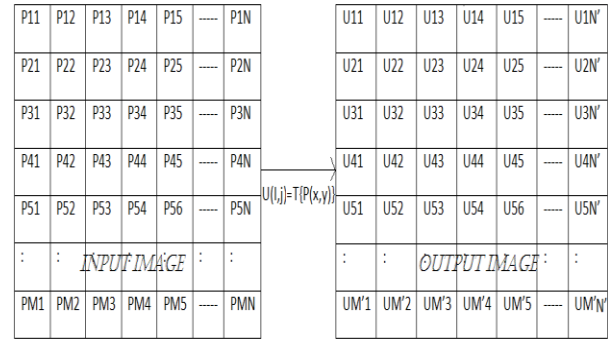 P11 P12 P13 P14 P15 ----- P1N U11 U12 U13 U14 U15 ----- U1N’
P21 P22 P23 P24 P25 ----- P2N U21 U22 U23 U24 U25 ----- U2N’
P31 P32 P33 P34 P35 ----- P3N U31 U32 U33 U34 U35 ----- U3N’
P41 P42 P43 P44 P45 ----- P4N U41 U42 U43 U44 U45 ----- U4N’
U(I,j)=T{P(x,y)}
P51 P52 P53 P54 P56 ----- P5N U51 U52 U53 U54 U56 ----- U5N’
: : INPUT IMAGE : : : : OUTPUT IMAGE : :
PM1 PM2 PM3 PM4 PM5 ----- PMN UM’1 UM’2 UM’3 UM’4 UM’5 ----- UM’N’